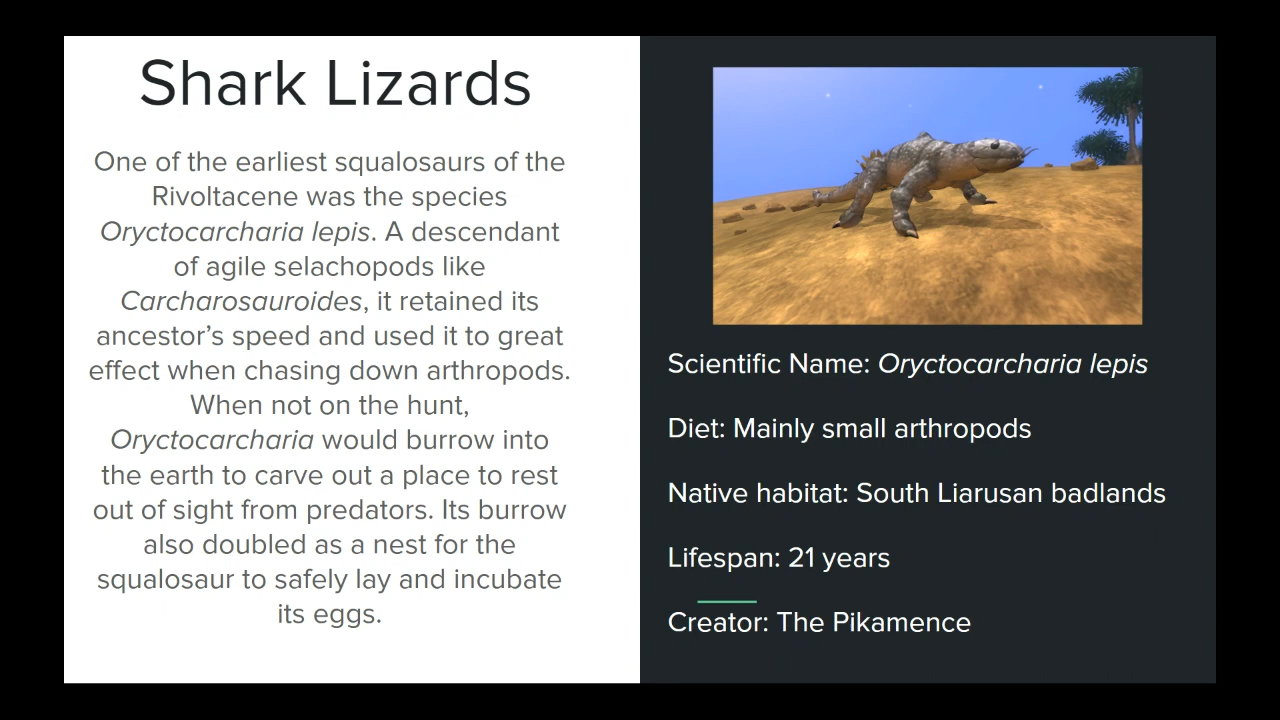 Shark Lizards
One of the earliest squalosaurs of the
Rivoltacene was the species
Oryctocarcharia lepis. A descendant
of agile selachopods like
Carcharosauroides, it retained its
ancestor’s speed and used it to great
effect when chasing down arthropods.
When not on the hunt,
Oryctocarcharia would burrow into
the earth to carve out a place to rest
out of sight from predators. Its burrow
also doubled as a nest for the
squalosaur to safely lay and incubate
its eggs.
Scientific Name: Oryctocarcharia lepis
Diet: Mainly small arthropods
Native habitat: South Liarusan badlands
Lifespan: 21 years
Creator: The Pikamence